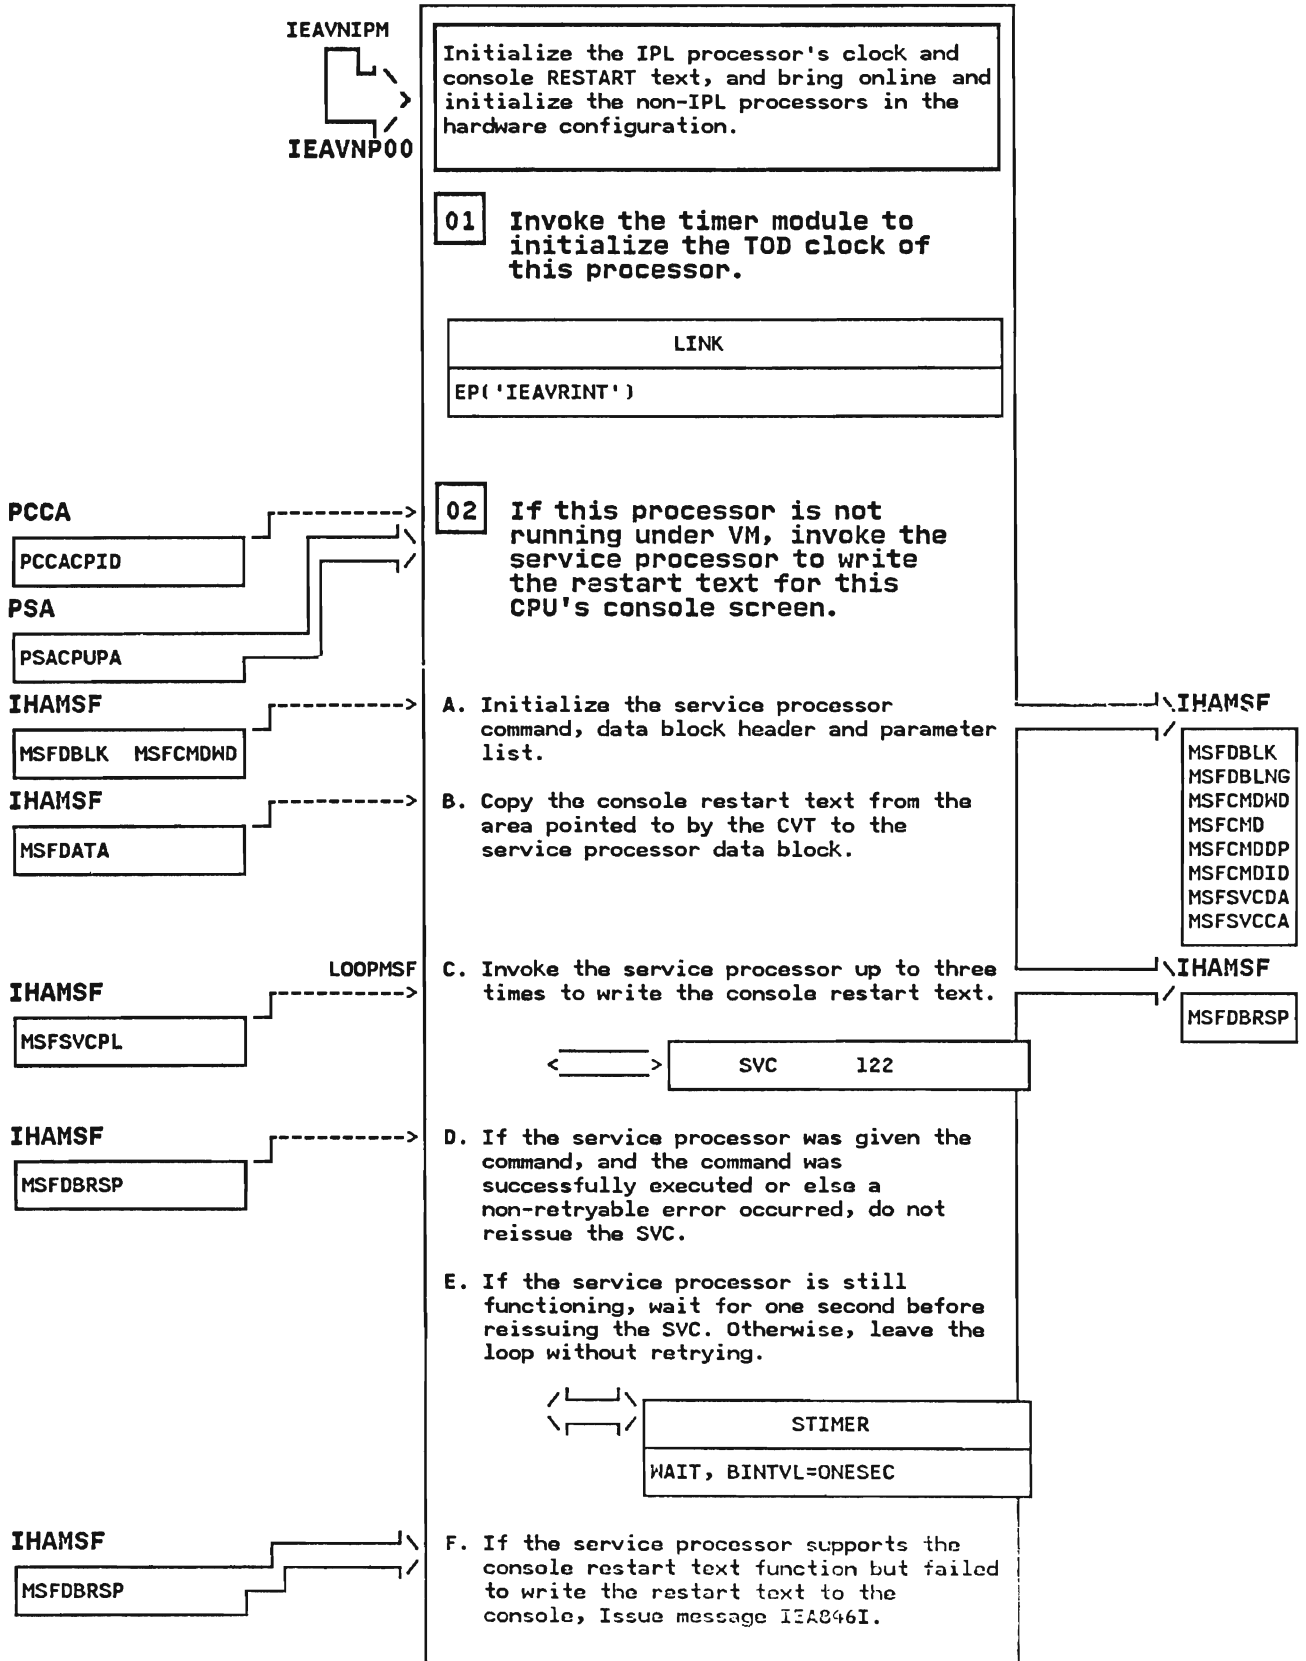 IEAVNIPM
IEAVNP00
Initialize the IPL processor's clock and
console RESTART text, and bring online and
initialize the non-IPL processors in the
hardware configuration.
01 Invoke the timer module to
initialize the TOD clock of
this processor.
LINK
EP('IEAVRINT')
PCCA
PCCACPID
PSA
PSACPUPA
02 If this processor is not
running under VM, invoke the
service processor to write
the restart text for this
CPU's console screen.
IHAMSF
MSFDBLK MSFCMDWD
A. Initialize the service processor
command, data block header and parameter
list.
IHAMSF
MSFDBLK
MSFDBLNG
MSFCMDWD
MSFCMD
MSFCMDDP
MSFCMDID
MSFSVCDA
MSFSVCCA
IHAMSF
MSFDATA
B. Copy the console restart text from the
area pointed to by the CVT to the
service processor data block.
LOOPMSF
IHAMSF
MSFSVCPL
C. Invoke the service processor up to three
times to write the console restart text.
IHAMSF
MSFDBRSP
SVC 122
IHAMSF
MSFDBRSP
D. If the service processor was given the
command, and the command was
successfully executed or else a
non-retryable error occurred, do not
reissue the SVC.
E. If the service processor is still
functioning, wait for one second before
reissuing the SVC. Otherwise, leave the
loop without retrying.
STIMER
WAIT, BINTVL=ONESEC
IHAMSF
MSFDBRSP
F. If the service processor supports the
console restart text function but failed
to write the restart text to the
console, Issue message IEA846I.